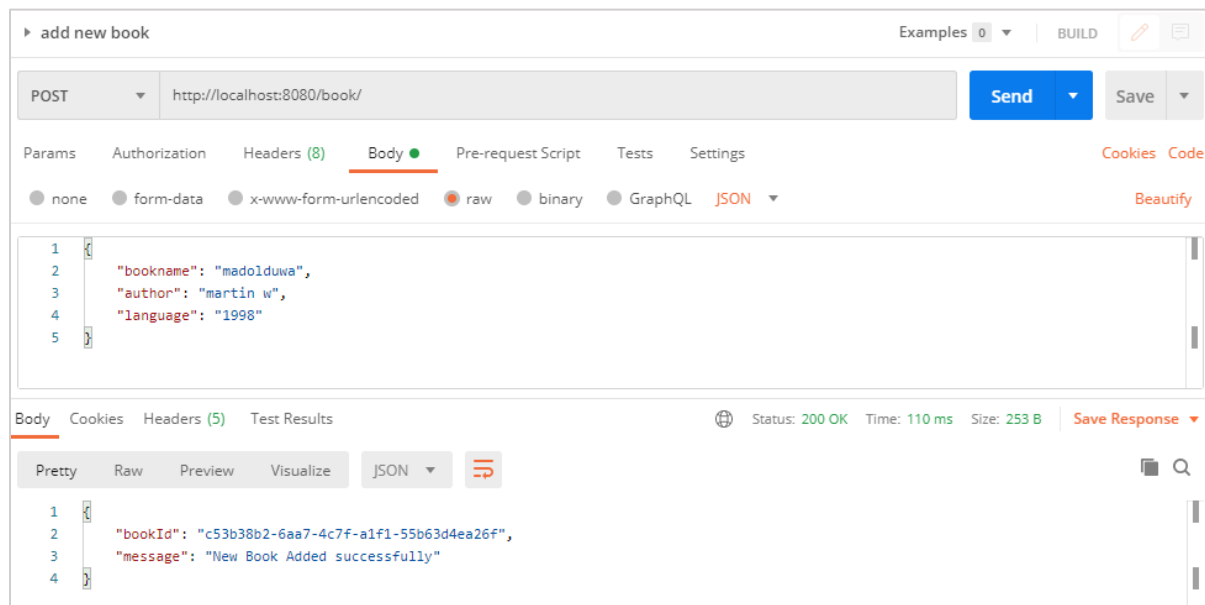 add new book Examples 0 BUILD
POST http://localhost:8080/book/ Send Save
Params Authorization Headers (8) Body Pre-request Script Tests Settings Cookies Code
none form-data x-www-form-urlencoded raw binary GraphQL JSON Beautify
1 {
2 "bookname": "madolduwa",
3 "author": "martin w",
4 "language": "1998"
5 }
Body Cookies Headers (5) Test Results Status: 200 OK Time: 110 ms Size: 253 B Save Response
Pretty Raw Preview Visualize JSON
1 {
2 "bookId": "c53b38b2-6aa7-4c7f-a1f1-55b63d4ea26f",
3 "message": "New Book Added successfully"
4 }